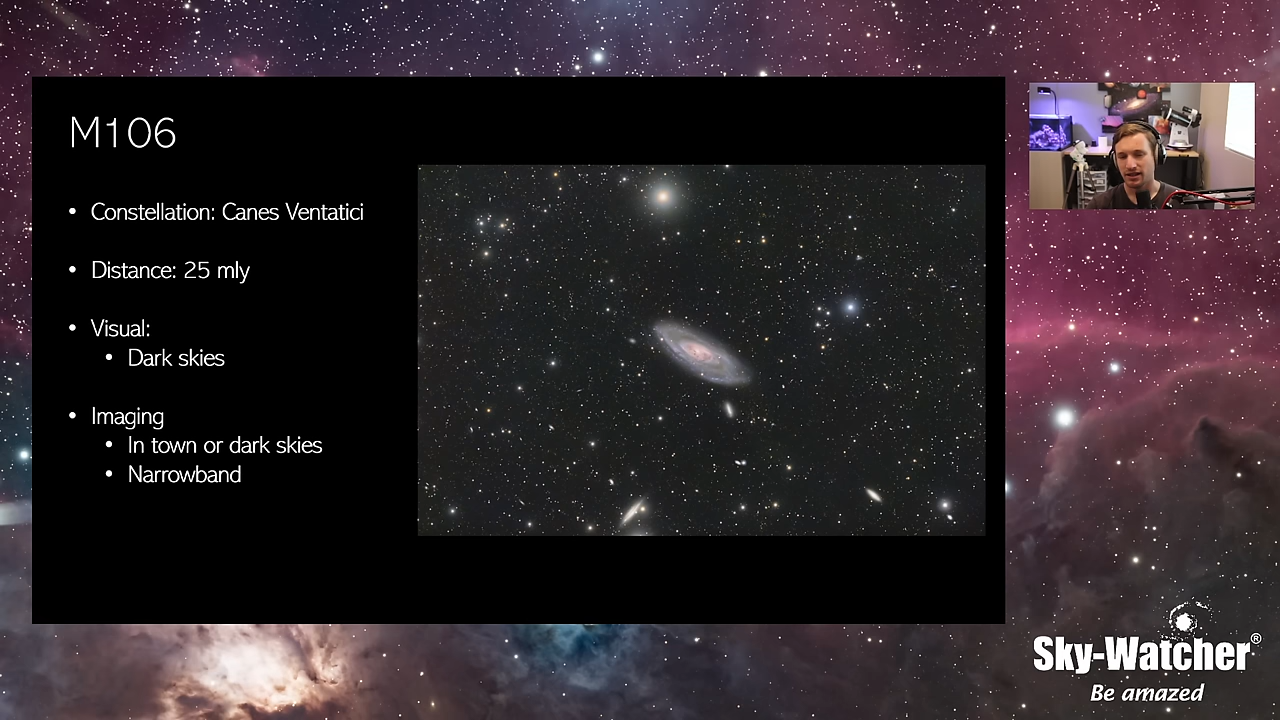 M106
• Constellation: Canes Ventatici
• Distance: 25 mly
• Visual:
• Dark skies
• Imaging
• In town or dark skies
• Narrowband
Sky-Watcher®
Be amazed